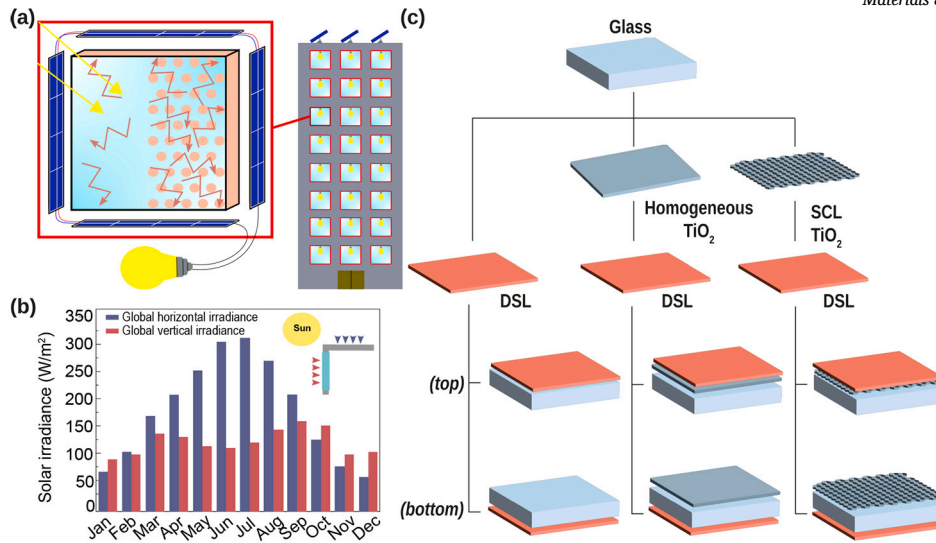 Materials
(a)
(c)
Glass
Homogeneous
TiO2
SCL
TiO2
DSL
DSL
DSL
(top)
(bottom)
(b)
Global horizontal irradiance
Global vertical irradiance
Sun
Solar irradiance (W/m2)
350
300
250
200
150
100
50
0
Jan
Feb
Mar
Apr
May
Jun
Jul
Aug
Sep
Oct
Nov
Dec